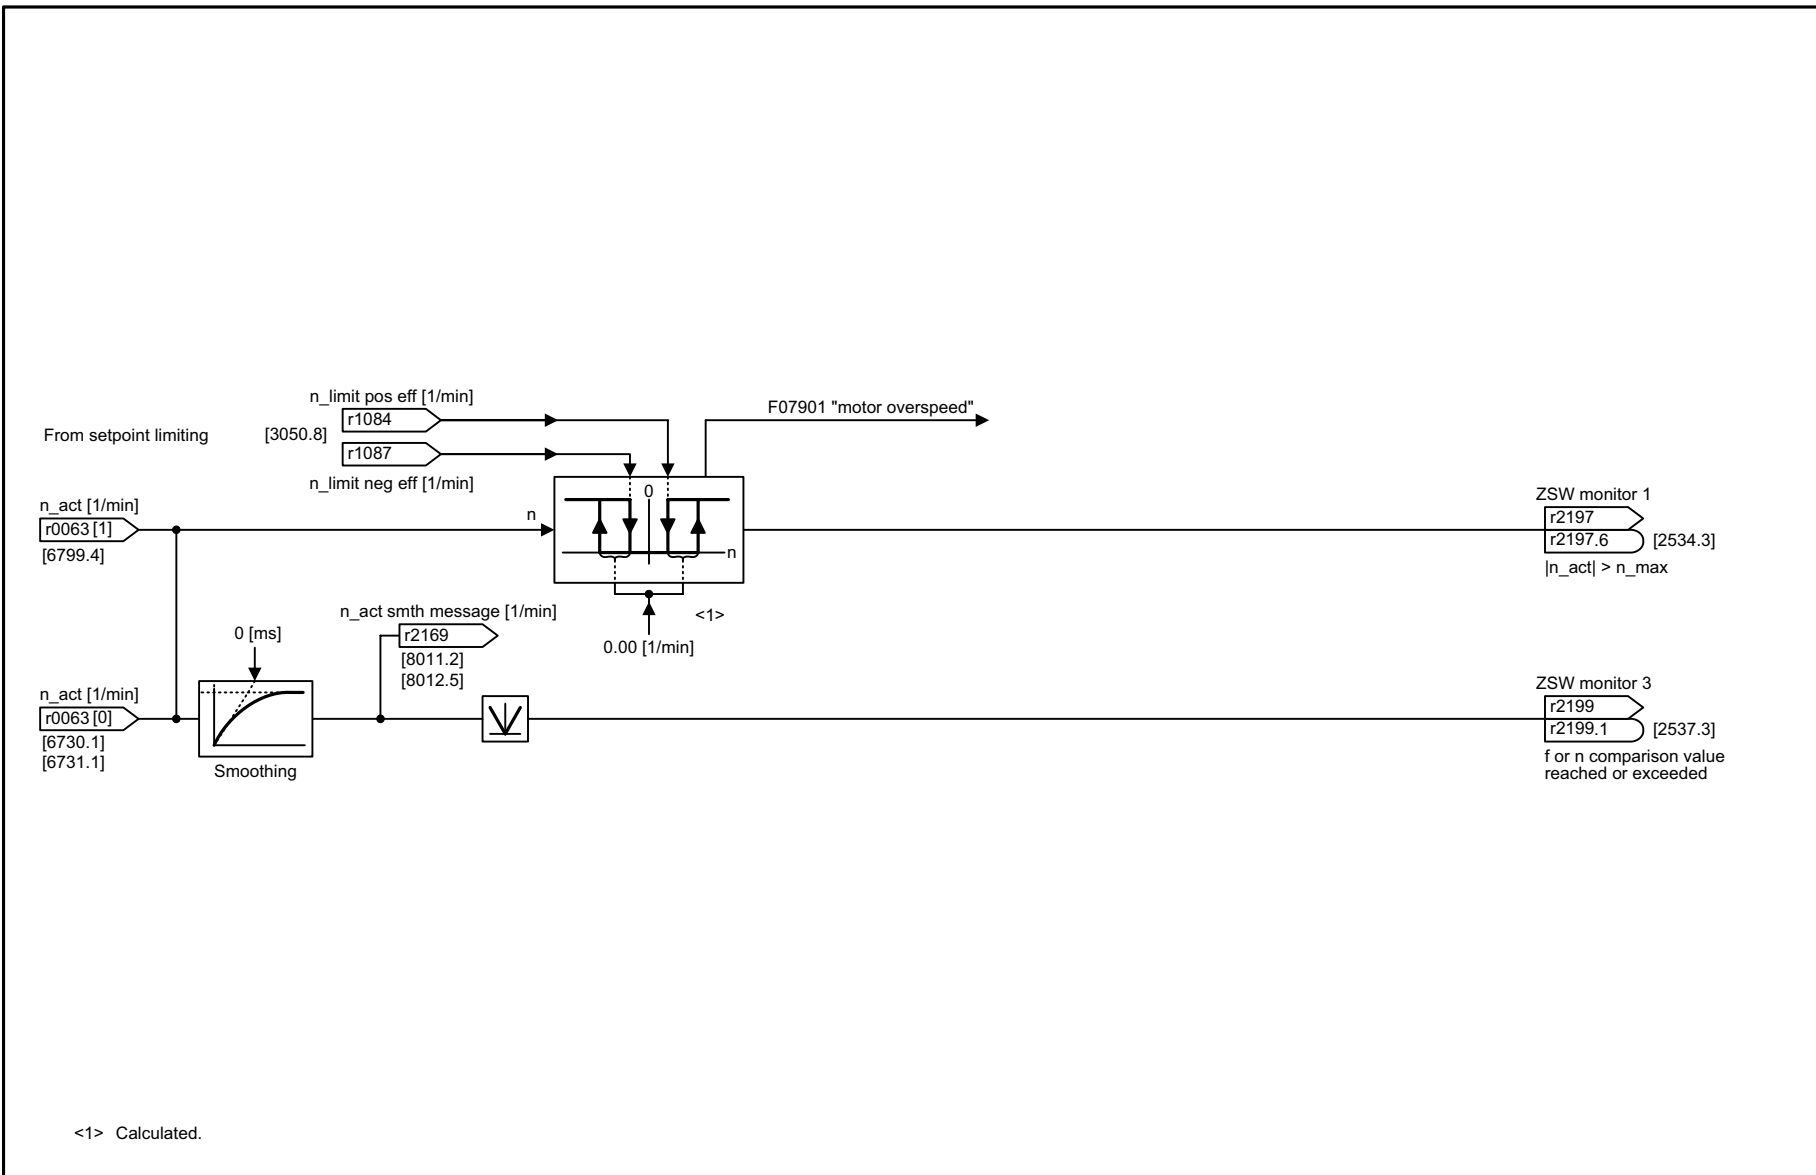 n_limit pos eff [1/min]
r1084
F07901 "motor overspeed"
From setpoint limiting
[3050.8]
r1087
n_limit neg eff [1/min]
0
n_act [1/min]
r0063 [1]
[6799.4]
n
n
ZSW monitor 1
r2197
r2197.6
[2534.3]
|n_act| > n_max
n_act smth message [1/min]
r2169
[8011.2]
[8012.5]
<1>
0.00 [1/min]
0 [ms]
n_act [1/min]
r0063 [0]
[6730.1]
[6731.1]
Smoothing
ZSW monitor 3
r2199
r2199.1
[2537.3]
f or n comparison value
reached or exceeded
<1> Calculated.